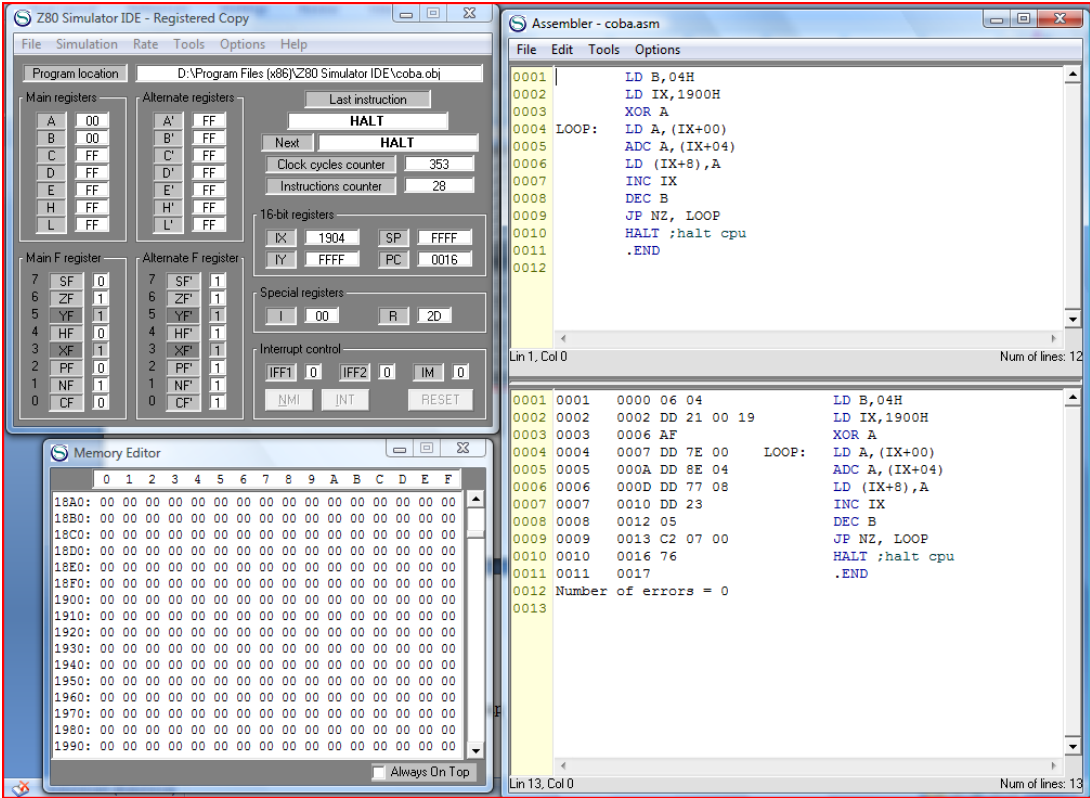 Z80 Simulator IDE - Registered Copy
File Simulation Rate Tools Options Help
Program location D:\Program Files (x86)\Z80 Simulator IDE\coba.obj
Main registers
A 00
B 00
C FF
D FF
E FF
H FF
L FF
Alternate registers
A' FF
B' FF
C' FF
D' FF
E' FF
H' FF
L' FF
Last instruction
HALT
Next HALT
Clock cycles counter 353
Instructions counter 28
16-bit registers
IX 1904 SP FFFF
IY FFFF PC 0016
Main F register
7 SF 0
6 ZF 1
5 YF 1
4 HF 0
3 XF 1
2 PF 0
1 NF 1
0 CF 0
Alternate F register
7 SF' 1
6 ZF' 1
5 YF' 1
4 HF' 1
3 XF' 1
2 PF' 1
1 NF' 1
0 CF' 1
Special registers
I 00 R 2D
Interrupt control
IFF1 0 IFF2 0 IM 0
NMI INT RESET
Memory Editor
0 1 2 3 4 5 6 7 8 9 A B C D E F
18A0: 00 00 00 00 00 00 00 00 00 00 00 00 00 00 00 00
18B0: 00 00 00 00 00 00 00 00 00 00 00 00 00 00 00 00
18C0: 00 00 00 00 00 00 00 00 00 00 00 00 00 00 00 00
18D0: 00 00 00 00 00 00 00 00 00 00 00 00 00 00 00 00
18E0: 00 00 00 00 00 00 00 00 00 00 00 00 00 00 00 00
18F0: 00 00 00 00 00 00 00 00 00 00 00 00 00 00 00 00
1900: 00 00 00 00 00 00 00 00 00 00 00 00 00 00 00 00
1910: 00 00 00 00 00 00 00 00 00 00 00 00 00 00 00 00
1920: 00 00 00 00 00 00 00 00 00 00 00 00 00 00 00 00
1930: 00 00 00 00 00 00 00 00 00 00 00 00 00 00 00 00
1940: 00 00 00 00 00 00 00 00 00 00 00 00 00 00 00 00
1950: 00 00 00 00 00 00 00 00 00 00 00 00 00 00 00 00
1960: 00 00 00 00 00 00 00 00 00 00 00 00 00 00 00 00
1970: 00 00 00 00 00 00 00 00 00 00 00 00 00 00 00 00
1980: 00 00 00 00 00 00 00 00 00 00 00 00 00 00 00 00
1990: 00 00 00 00 00 00 00 00 00 00 00 00 00 00 00 00
Always On Top
Assembler - coba.asm
File Edit Tools Options
0001 LD B,04H
0002 LD IX,1900H
0003 XOR A
0004 LOOP: LD A,(IX+00)
0005 ADC A,(IX+04)
0006 LD (IX+8),A
0007 INC IX
0008 DEC B
0009 JP NZ, LOOP
0010 HALT ;halt cpu
0011 .END
0012
Lin 1, Col 0 Num of lines: 12
0001 0001 0000 06 04 LD B,04H
0002 0002 0002 DD 21 00 19 LD IX,1900H
0003 0003 0006 AF XOR A
0004 0004 0007 DD 7E 00 LOOP: LD A,(IX+00)
0005 0005 000A DD 8E 04 ADC A,(IX+04)
0006 0006 000D DD 77 08 LD (IX+8),A
0007 0007 0010 DD 23 INC IX
0008 0008 0012 05 DEC B
0009 0009 0013 C2 07 00 JP NZ, LOOP
0010 0010 0016 76 HALT ;halt cpu
0011 0011 0017 .END
0012 Number of errors = 0
0013
Lin 13, Col 0 Num of lines: 13